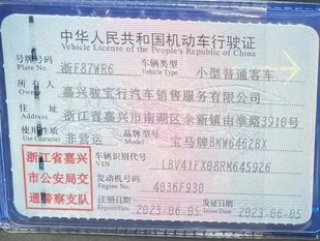 中华人民共和国机动车行驶证
Vehicle License of the People's Republic of China
号牌号码 浙F87WR6 车辆类型 小型普通客车
Plate No. Vehicle Type
所有人 嘉兴骏宝行汽车销售服务有限公司
Owner
住址 浙江省嘉兴市南湖区余新镇由拳路3910号
Address
使用性质 非营运 品牌型号 宝马牌BMW6462BX
Use Character Model
浙江省嘉兴
市公安局交
通警察支队
车辆识别代号 LBV41FX08RK645926
VIN
发动机号码 4836F938
Engine No.
注册日期 2023-06-05 发证日期 2023-06-05
Register Date Issue Date